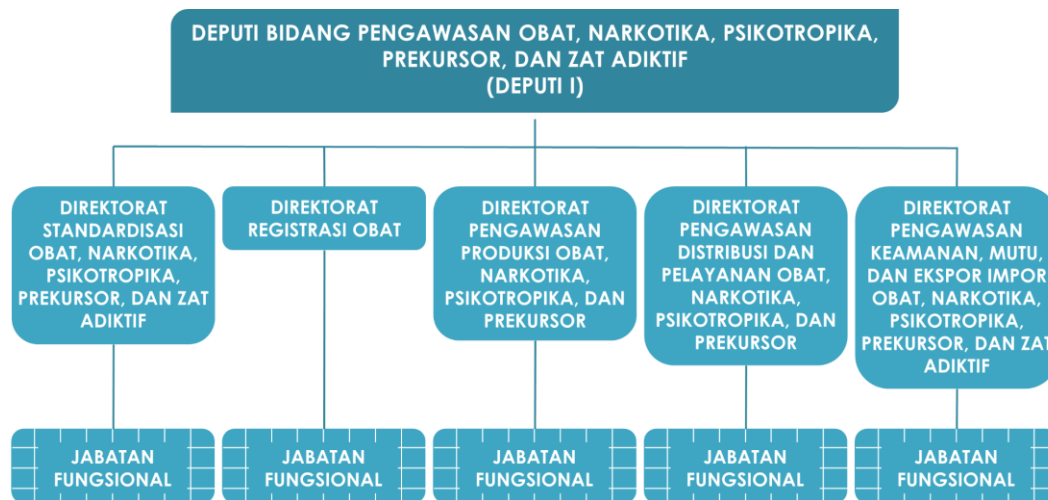 DEPUTI BIDANG PENGAWASAN OBAT, NARKOTIKA, PSIKOTROPIKA,
PREKURSOR, DAN ZAT ADIKTIF
(DEPUTI I)
DIREKTORAT
STANDARDISASI
OBAT, NARKOTIKA,
PSIKOTROPIKA,
PREKURSOR, DAN ZAT
ADIKTIF
DIREKTORAT
REGISTRASI OBAT
DIREKTORAT
PENGAWASAN
PRODUKSI OBAT,
NARKOTIKA,
PSIKOTROPIKA, DAN
PREKURSOR
DIREKTORAT
PENGAWASAN
DISTRIBUSI DAN
PELAYANAN OBAT,
NARKOTIKA,
PSIKOTROPIKA, DAN
PREKURSOR
DIREKTORAT
PENGAWASAN
KEAMANAN, MUTU,
DAN EKSPOR IMPOR
OBAT, NARKOTIKA,
PSIKOTROPIKA,
PREKURSOR, DAN ZAT
ADIKTIF
JABATAN
FUNGSIONAL
JABATAN
FUNGSIONAL
JABATAN
FUNGSIONAL
JABATAN
FUNGSIONAL
JABATAN
FUNGSIONAL